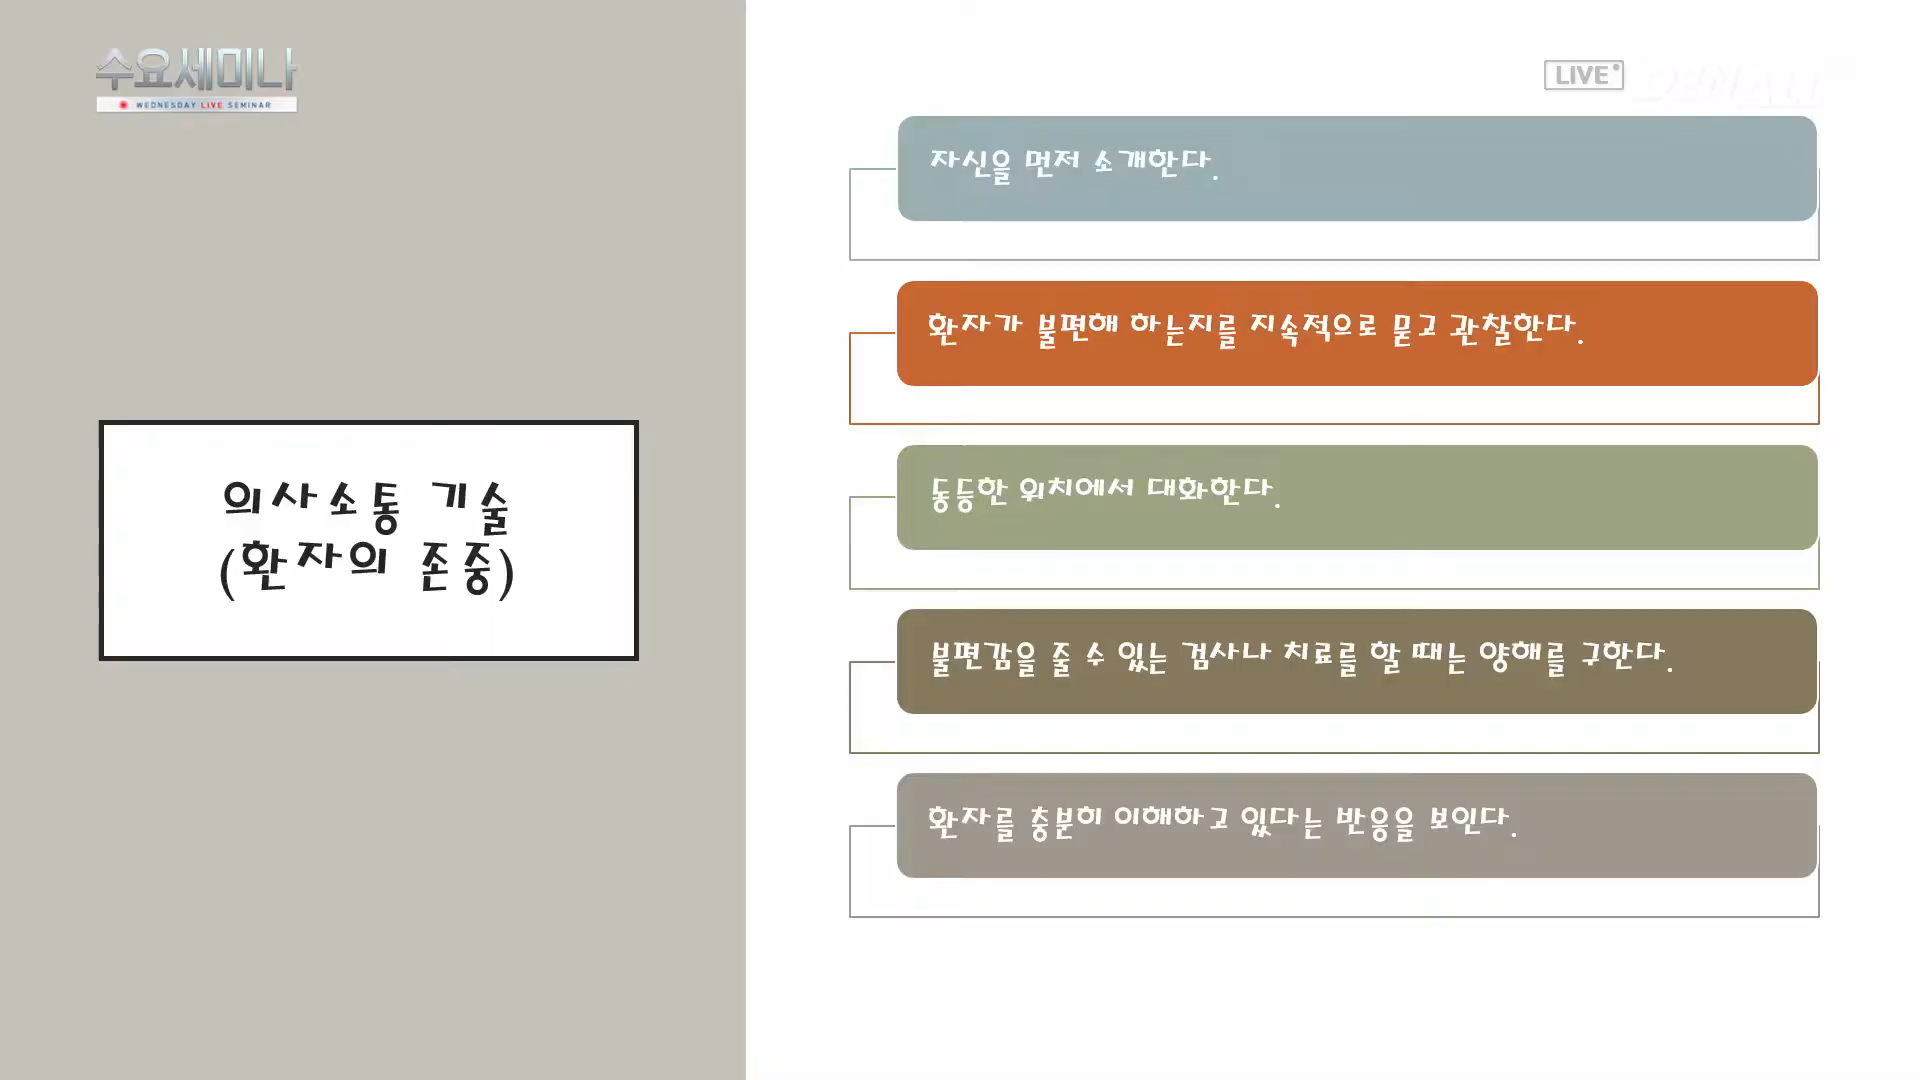 수요세미나
WEDNESDAY LIVE SEMINAR
LIVE
의사소통 기술
(환자의 존중)
자신을 먼저 소개한다.
환자가 불편해 하는지를 지속적으로 묻고 관찰한다.
동등한 위치에서 대화한다.
불편감을 줄 수 있는 검사나 치료를 할 때는 양해를 구한다.
환자를 충분히 이해하고 있다는 반응을 보인다.